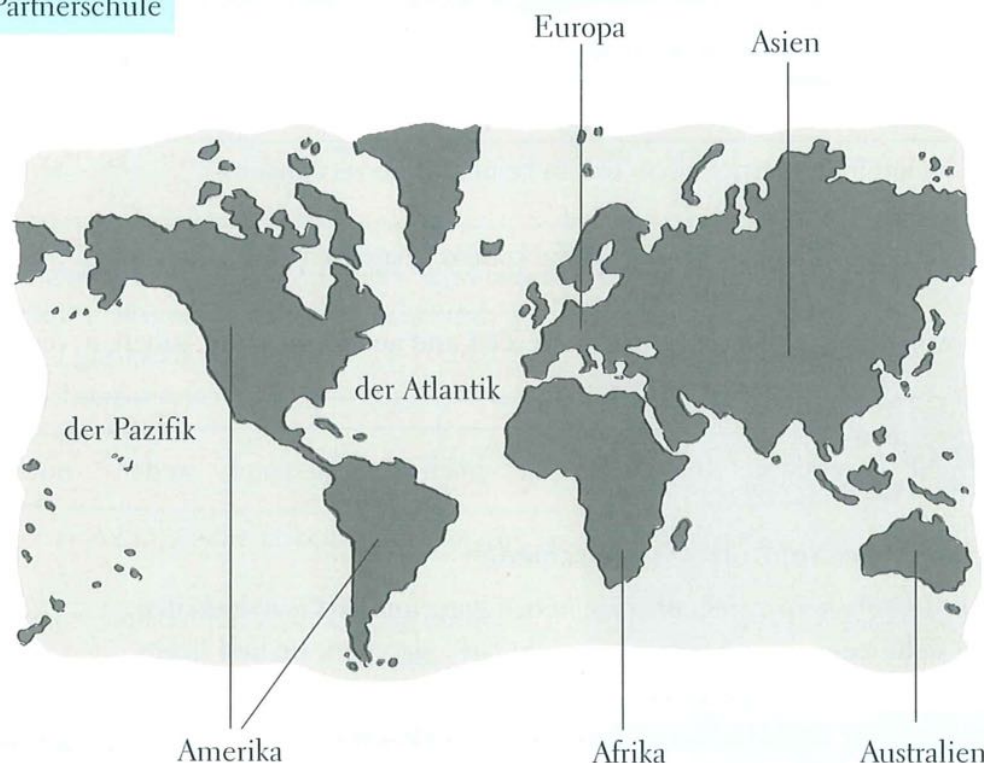 Partnerschule
Europa
Asien
der Atlantik
der Pazifik
Amerika
Afrika
Australien